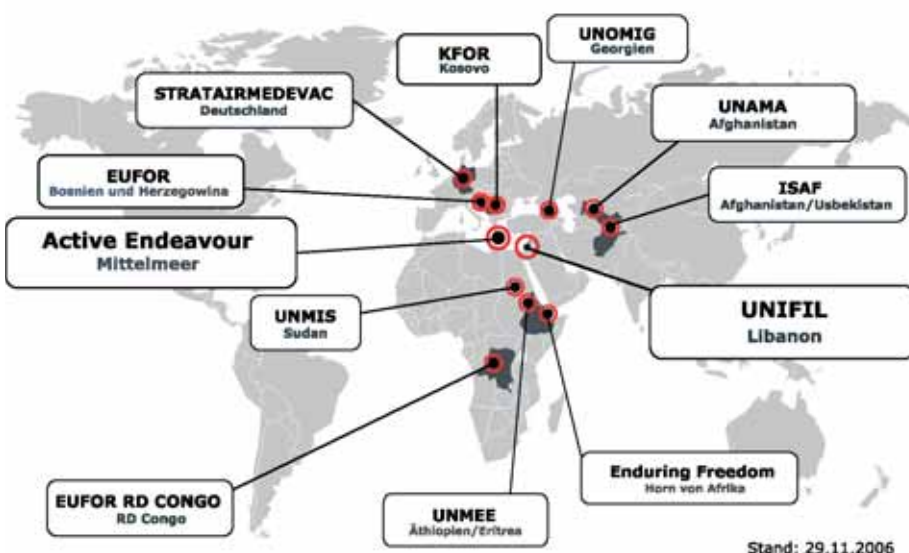 UNOMIG
Georgien
KFOR
Kosovo
STRATAIRMEDEVAC
Deutschland
UNAMA
Afghanistan
EUFOR
Bosnien und Herzegowina
ISAF
Afghanistan/Usbekistan
Active Endeavour
Mittelmeer
UNMIS
Sudan
UNIFIL
Libanon
EUFOR RD CONGO
RD Congo
UNMEE
Äthiopien/Eritrea
Enduring Freedom
Horn von Afrika
Stand: 29.11.2006